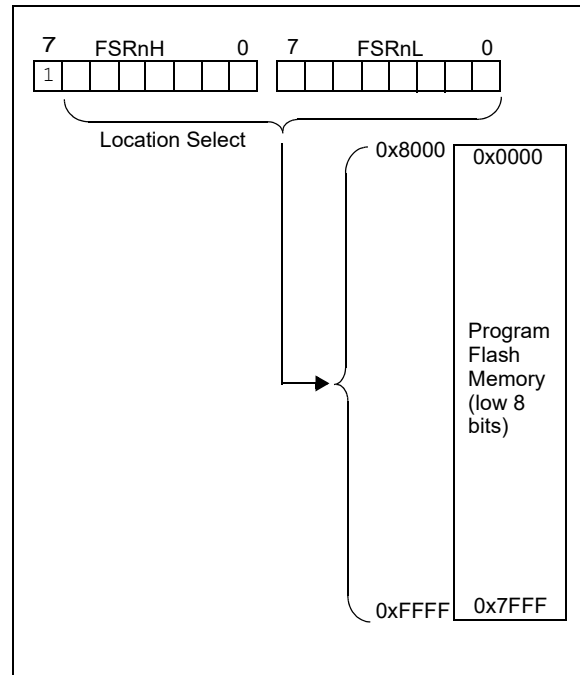 7 FSRnH 0 7 FSRnL 0
1
Location Select
0x8000 0x0000
Program
Flash
Memory
(low 8
bits)
0xFFFF 0x7FFF